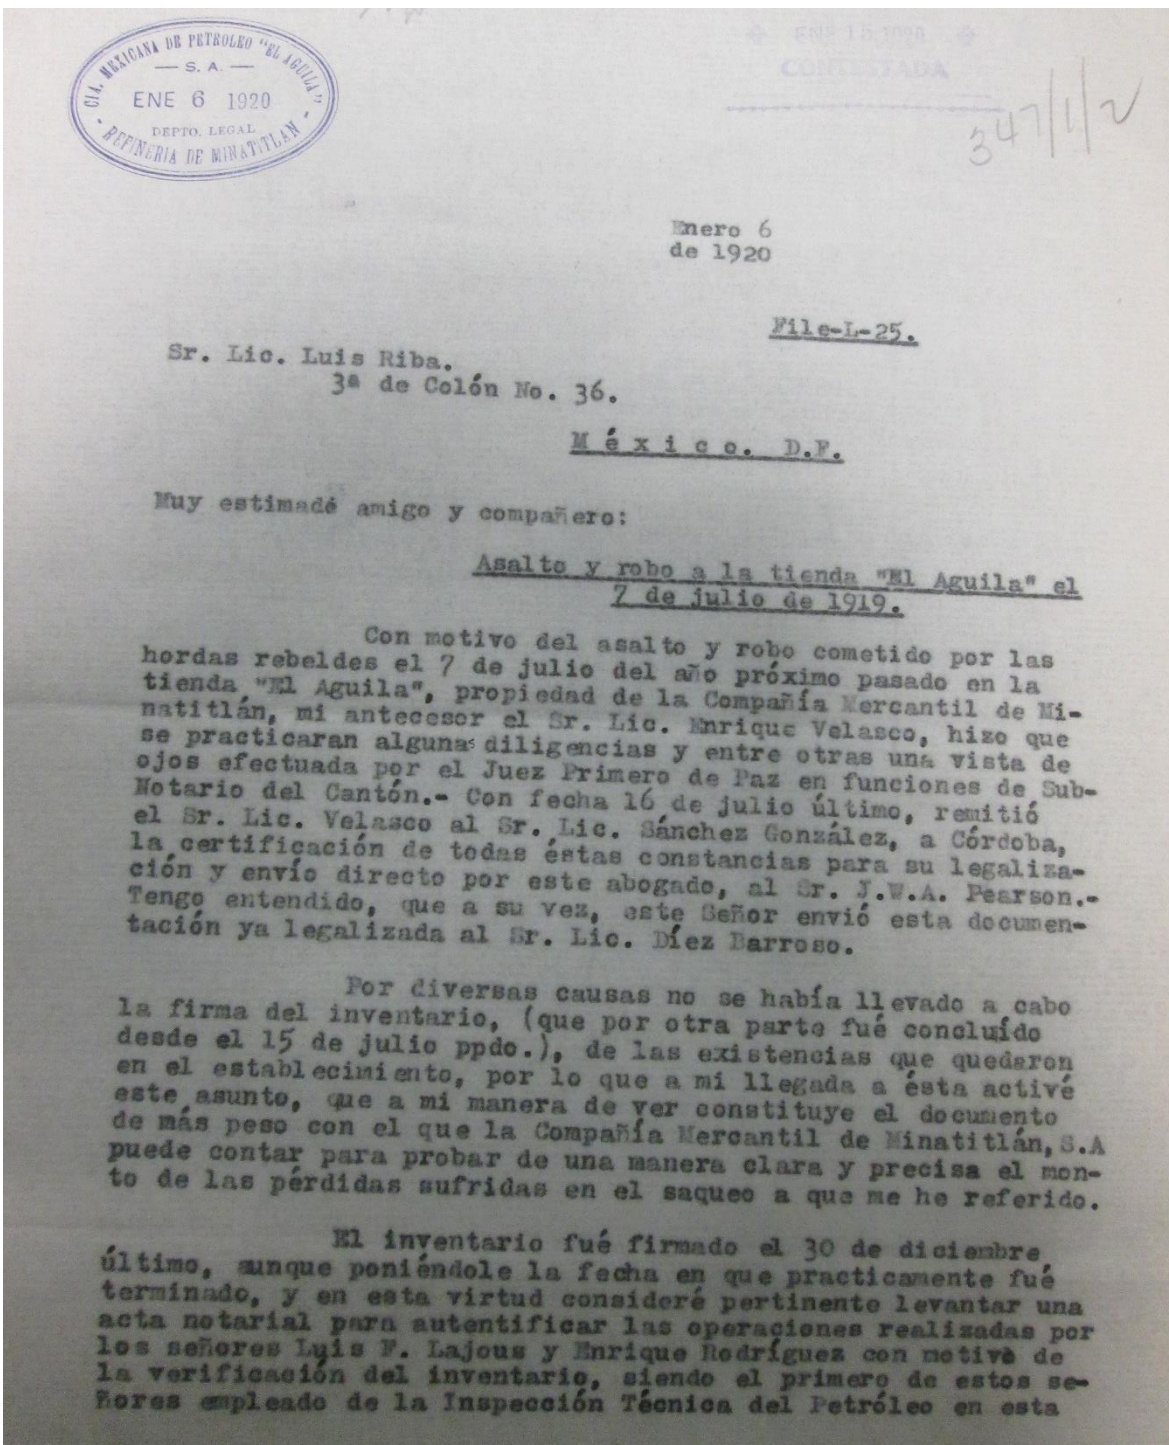 CIA. MEXICANA DE PETROLEO "EL AGUILA"
S. A.
ENE 6 1920
DEPTO. LEGAL
REFINERIA DE MINATITLAN
ENE 15 1920
CONTESTADA
347/1/2
Enero 6
de 1920
File-L-25.
Sr. Lic. Luis Riba.
3ª de Colón No. 36.
México. D.F.
Muy estimadé amigo y compañero:
Asalto y robo a la tienda "El Aguila" el
7 de julio de 1919.
Con motivo del asalto y robo cometido por las
hordas rebeldes el 7 de julio del año próximo pasado en la
tienda "El Aguila", propiedad de la Compañía Mercantil de Mi-
natitlán, mi antecesor el Sr. Lic. Enrique Velasco, hizo que
se practicaran algunas diligencias y entre otras una vista de
ojos efectuada por el Juez Primero de Paz en funciones de Sub-
Notario del Cantón.- Con fecha 16 de julio último, remitió
el Sr. Lic. Velasco al Sr. Lic. Sánchez González, a Córdoba,
la certificación de todas éstas constancias para su legaliza-
ción y envío directo por este abogado, al Sr. J.W.A. Pearson.-
Tengo entendido, que a su vez, este Señor envió esta documen-
tación ya legalizada al Sr. Lic. Díez Barroso.
Por diversas causas no se había llevado a cabo
la firma del inventario, (que por otra parte fué concluído
desde el 15 de julio ppdo.), de las existencias que quedaron
en el establecimiento, por lo que a mi llegada a ésta activé
este asunto, que a mi manera de ver constituye el documento
de más peso con el que la Compañía Mercantil de Minatitlán, S.A
puede contar para probar de una manera clara y precisa el mon-
to de las pérdidas sufridas en el saqueo a que me he referido.
El inventario fué firmado el 30 de diciembre
último, aunque poniéndole la fecha en que practicamente fué
terminado, y en esta virtud consideré pertinente levantar una
acta notarial para autentificar las operaciones realizadas por
los señores Luis F. Lajous y Enrique Rodríguez con motivo de
la verificación del inventario, siendo el primero de estos se-
ñores empleado de la Inspección Técnica del Petróleo en esta